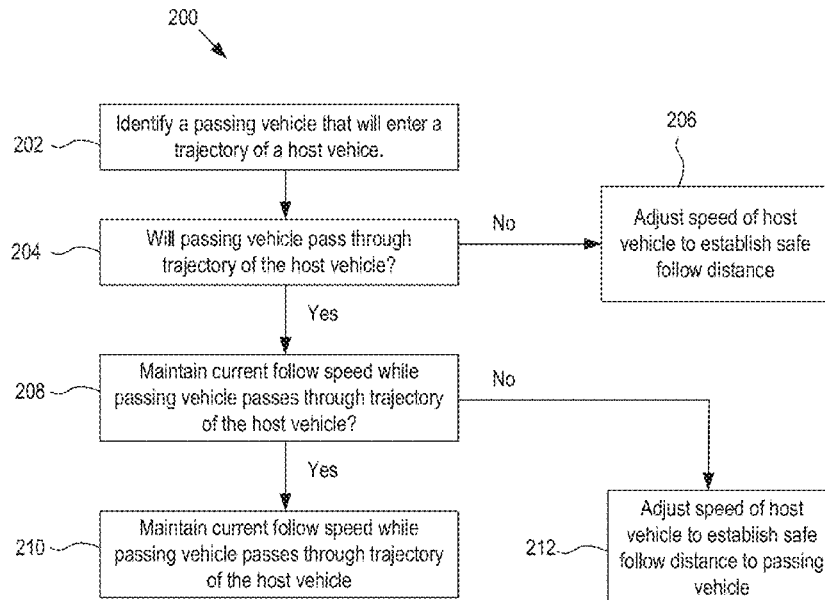 200
202
Identify a passing vehicle that will enter a
trajectory of a host vehice.
206
204
Will passing vehicle pass through
trajectory of the host vehicle?
No
Adjust speed of host
vehicle to establish safe
follow distance
Yes
208
Maintain current follow speed while
passing vehicle passes through trajectory
of the host vehicle?
No
Yes
210
Maintain current follow speed while
passing vehicle passes through trajectory
of the host vehicle
212
Adjust speed of host
vehicle to establish safe
follow distance to passing
vehicle